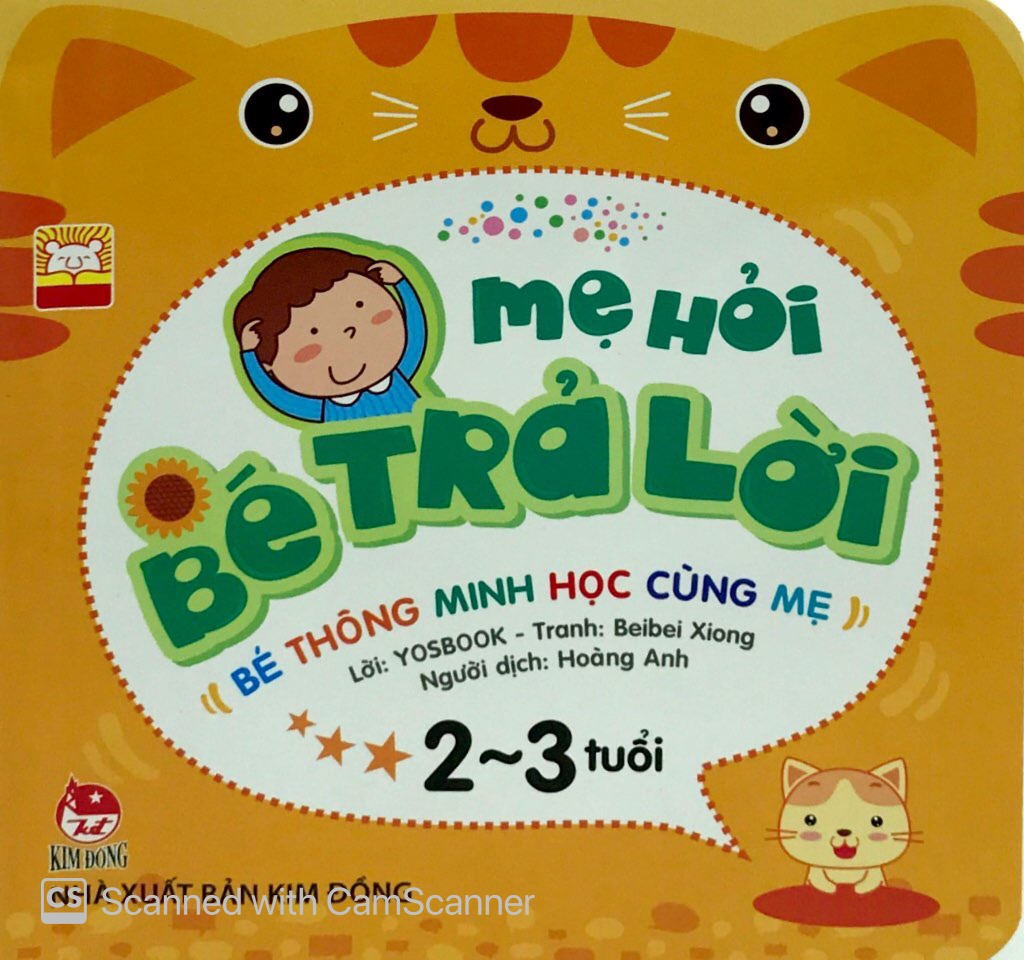 Mẹ Hỏi
Bé Trả Lời
BÉ THÔNG MINH HỌC CÙNG MẸ
Lời: YOSBOOK - Tranh: Beibei Xiong
Người dịch: Hoàng Anh
2~3 tuổi
KIM ĐỒNG
NHÀ XUẤT BẢN KIM ĐỒNG
CS Scanned with CamScanner